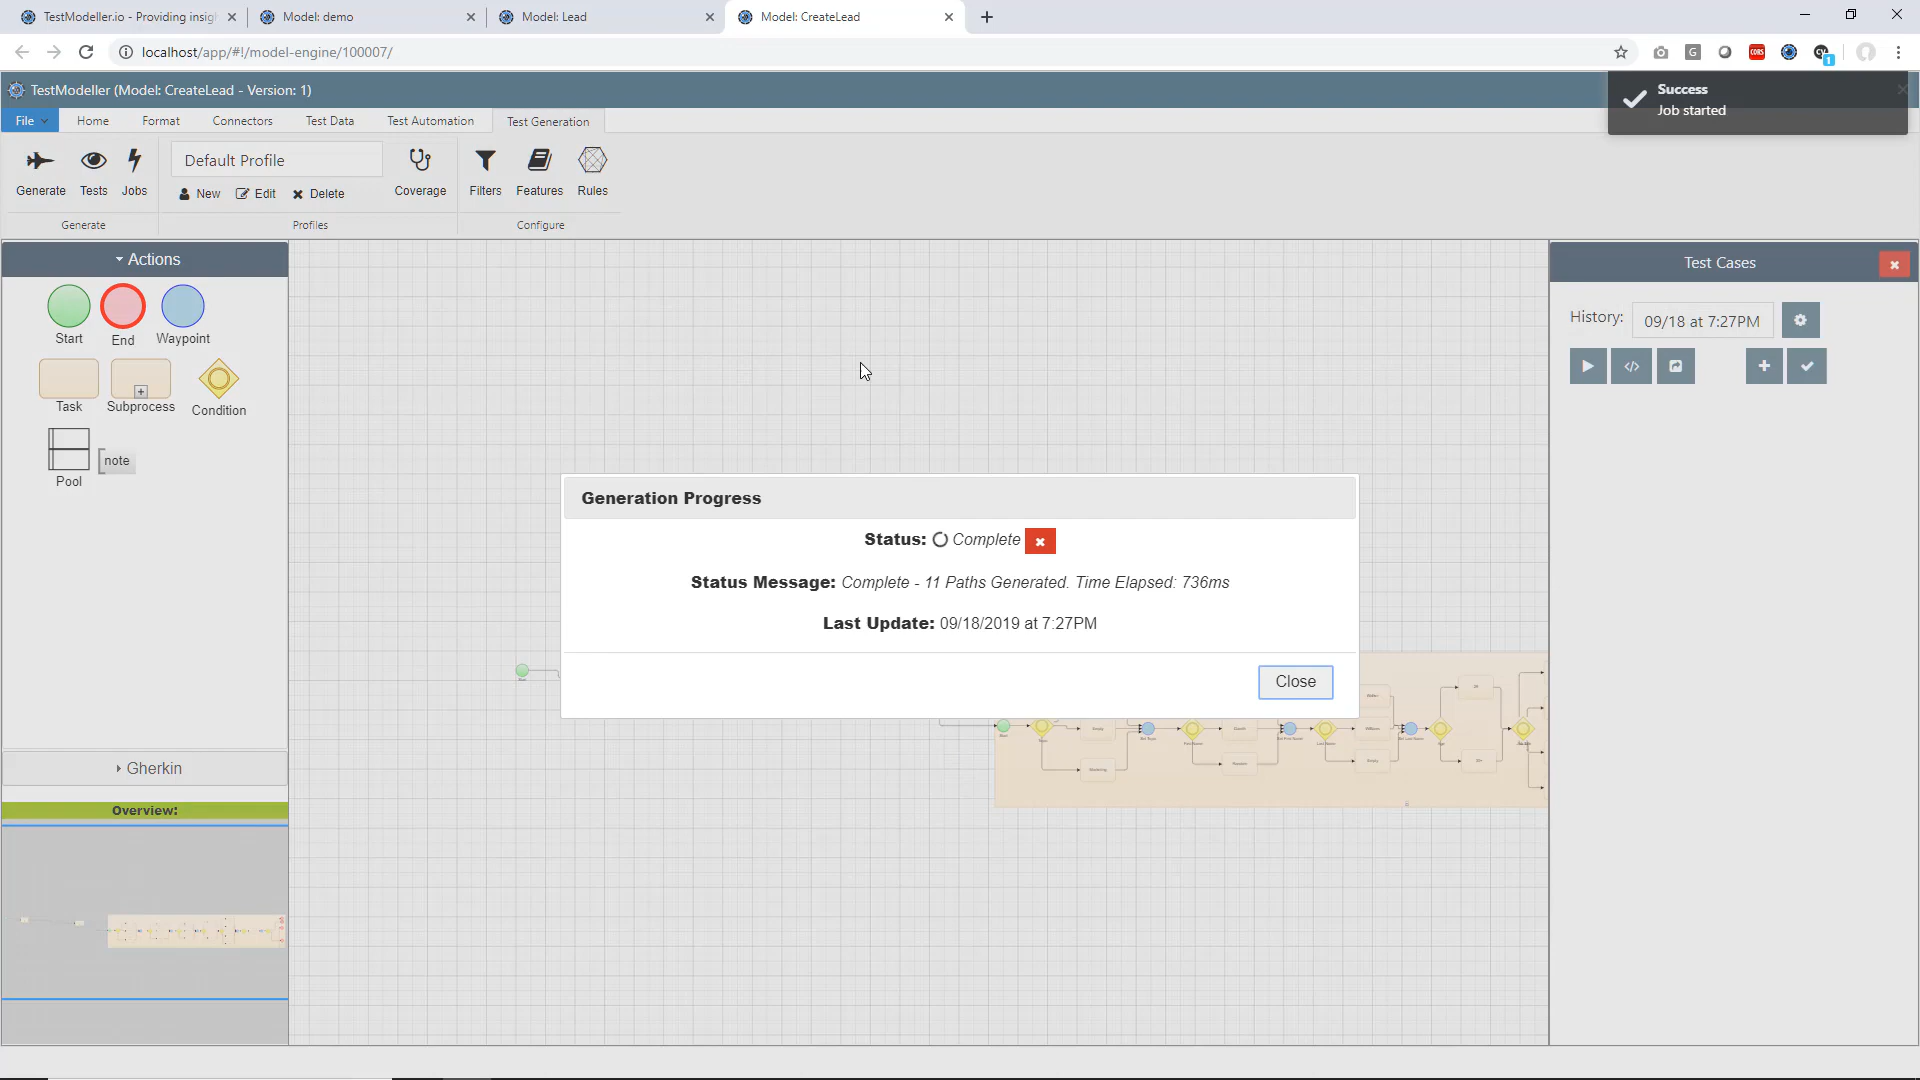 TestModeller.io - Providing insig
Model: demo
Model: Lead
Model: CreateLead
localhost/app/#!/model-engine/100007/
G
CORS
1
TestModeller (Model: CreateLead - Version: 1)
Success
Job started
File
Home
Format
Connectors
Test Data
Test Automation
Test Generation
Generate
Tests
Jobs
Default Profile
New
Edit
Delete
Coverage
Filters
Features
Rules
Generate
Profiles
Configure
Actions
Start
End
Waypoint
Task
Subprocess
Condition
Pool
note
Gherkin
Overview:
Test Cases
History:
09/18 at 7:27PM
Generation Progress
Status: Complete
Status Message: Complete - 11 Paths Generated. Time Elapsed: 736ms
Last Update: 09/18/2019 at 7:27PM
Close